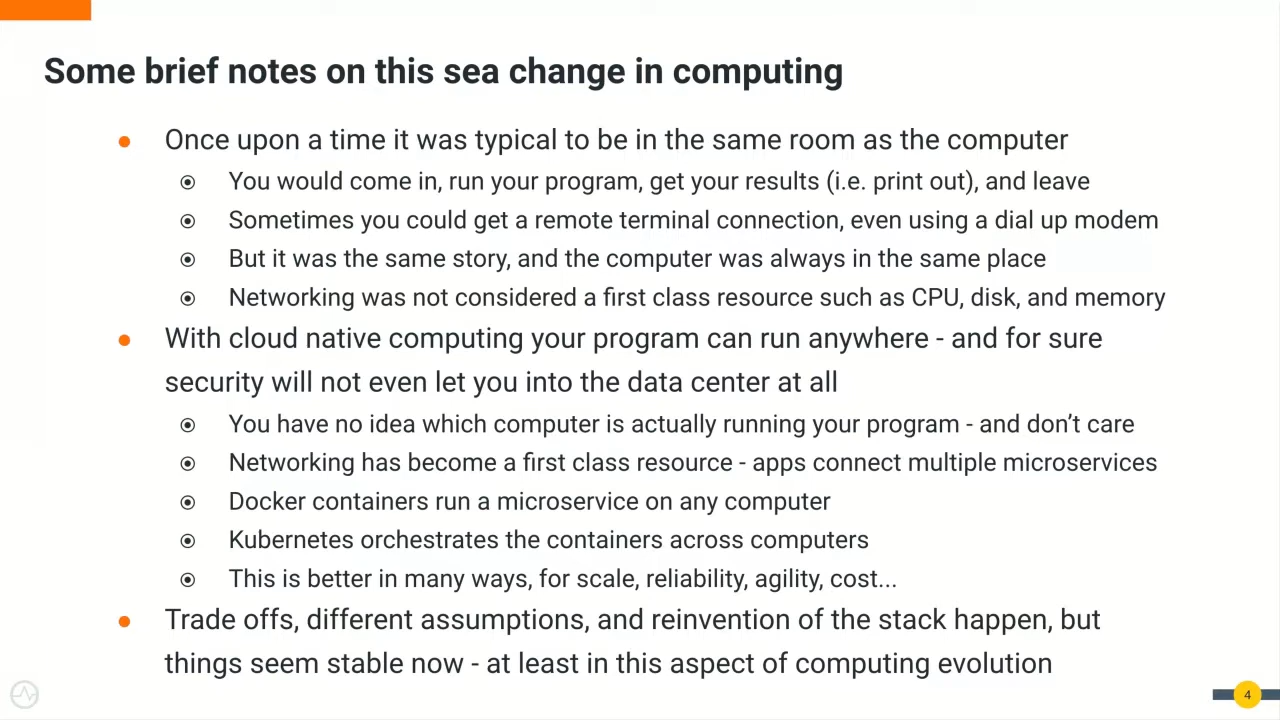 Some brief notes on this sea change in computing
● Once upon a time it was typical to be in the same room as the computer
⦿ You would come in, run your program, get your results (i.e. print out), and leave
⦿ Sometimes you could get a remote terminal connection, even using a dial up modem
⦿ But it was the same story, and the computer was always in the same place
⦿ Networking was not considered a first class resource such as CPU, disk, and memory
● With cloud native computing your program can run anywhere - and for sure
security will not even let you into the data center at all
⦿ You have no idea which computer is actually running your program - and don’t care
⦿ Networking has become a first class resource - apps connect multiple microservices
⦿ Docker containers run a microservice on any computer
⦿ Kubernetes orchestrates the containers across computers
⦿ This is better in many ways, for scale, reliability, agility, cost...
● Trade offs, different assumptions, and reinvention of the stack happen, but
things seem stable now - at least in this aspect of computing evolution
4